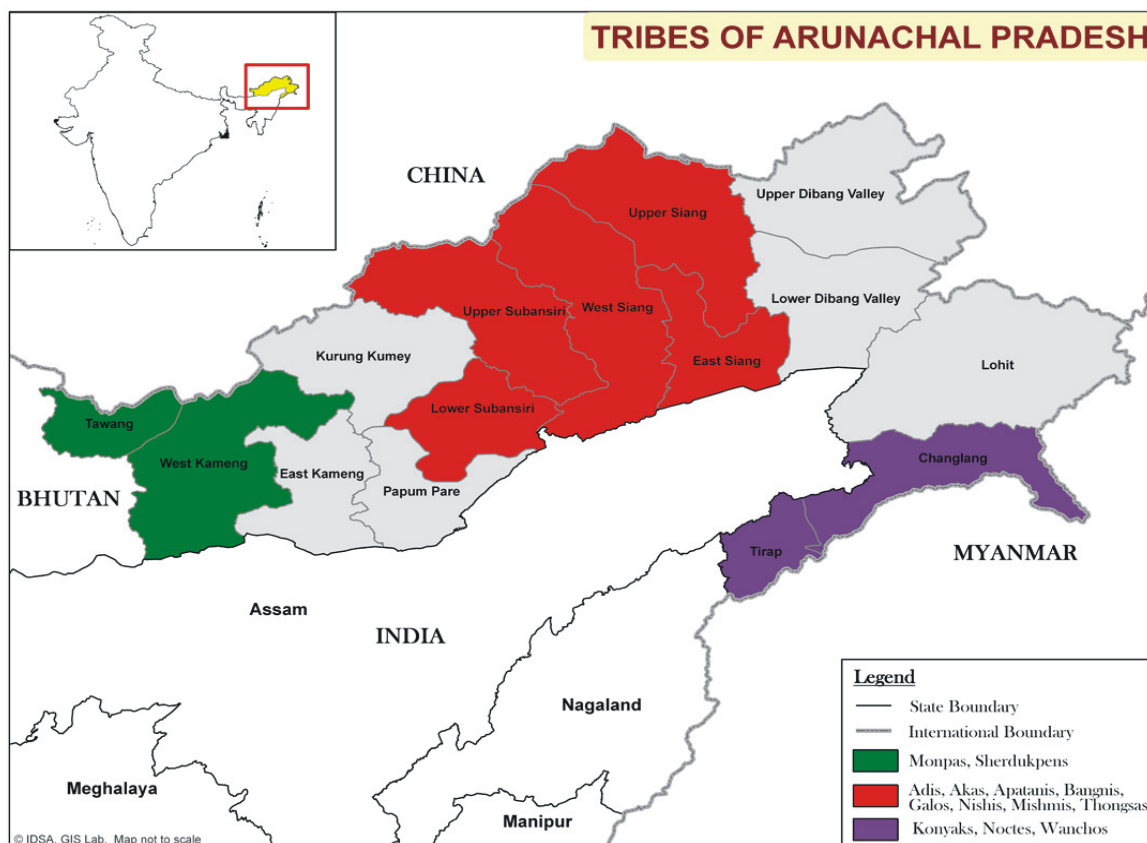 TRIBES OF ARUNACHAL PRADESH
CHINA
Upper Dibang Valley
Upper Siang
Lower Dibang Valley
Upper Subansiri
West Siang
Kurung Kumey
East Siang
Lohit
Lower Subansiri
Tawang
West Kameng
Changlang
East Kameng
BHUTAN
Papum Pare
Tirap
MYANMAR
Assam
INDIA
Nagaland
Meghalaya
Manipur
Legend
State Boundary
International Boundary
Monpas, Sherdukpens
Adis, Akas, Apatanis, Bangnis,
Galos, Nishis, Mishmis, Thongsas
Konyaks, Noctes, Wanchos
© IDSA, GIS Lab, Map not to scale